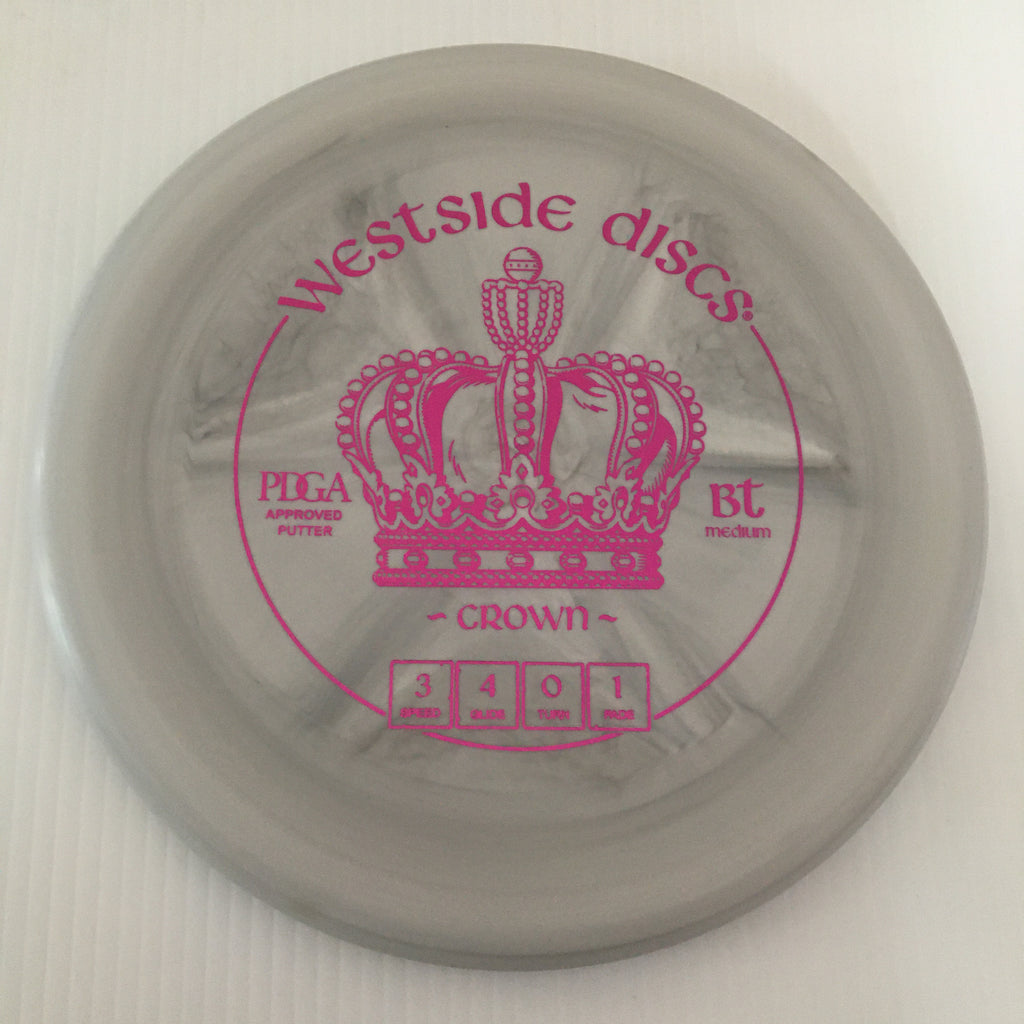 Westside discs®
PDGA
APPROVED
PUTTER
BT
medium
~ CROWN ~
3 4 0 1
SPEED GLIDE TURN FADE